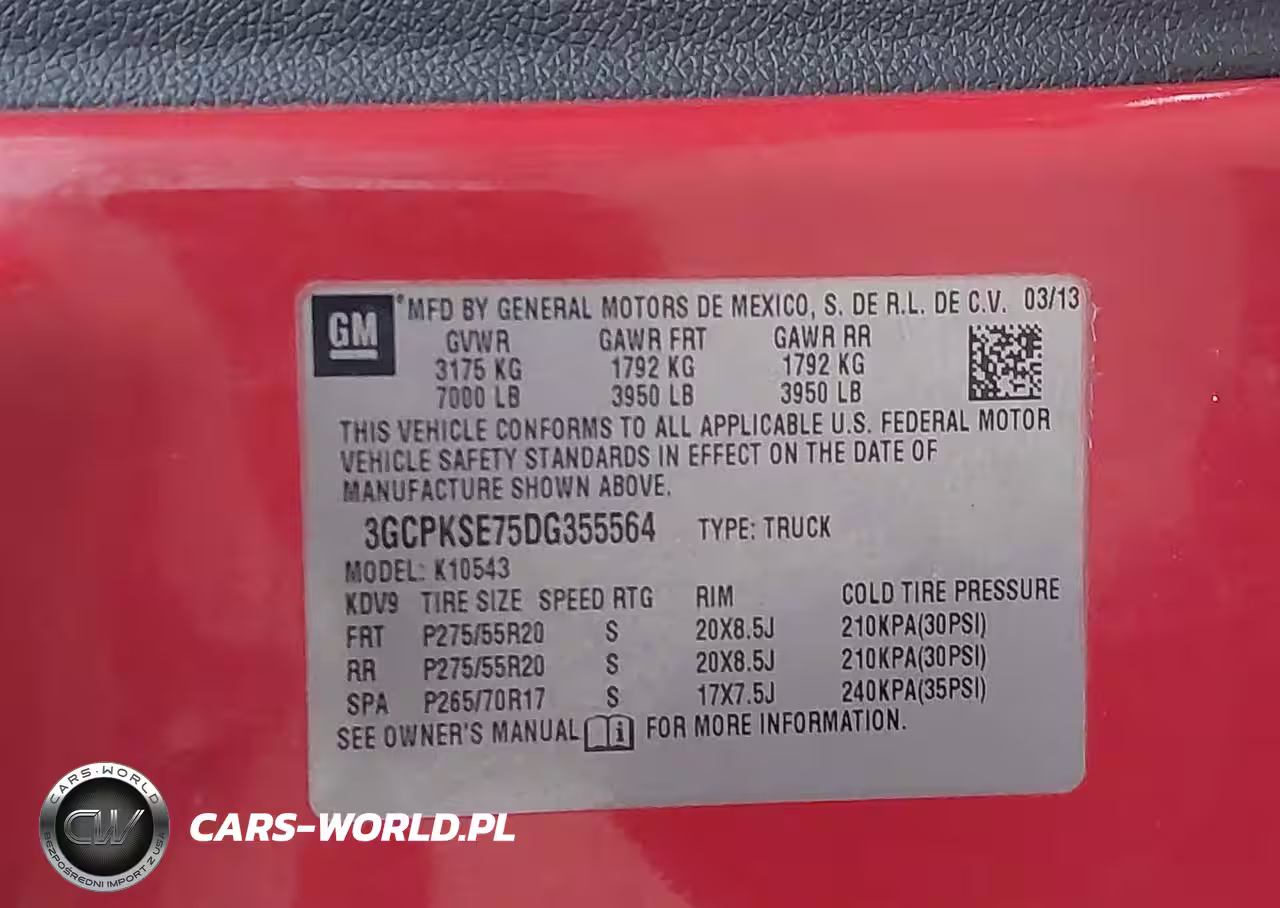 GM
®MFD BY GENERAL MOTORS DE MEXICO, S. DE R.L. DE C.V. 03/13
GVWR GAWR FRT GAWR RR
3175 KG 1792 KG 1792 KG
7000 LB 3950 LB 3950 LB
THIS VEHICLE CONFORMS TO ALL APPLICABLE U.S. FEDERAL MOTOR
VEHICLE SAFETY STANDARDS IN EFFECT ON THE DATE OF
MANUFACTURE SHOWN ABOVE.
3GCPKSE75DG355564 TYPE: TRUCK
MODEL: K10543
KDV9 TIRE SIZE SPEED RTG RIM COLD TIRE PRESSURE
FRT P275/55R20 S 20X8.5J 210KPA(30PSI)
RR P275/55R20 S 20X8.5J 210KPA(30PSI)
SPA P265/70R17 S 17X7.5J 240KPA(35PSI)
SEE OWNER'S MANUAL i FOR MORE INFORMATION.
CARS-WORLD
CW
BEZPOŚREDNI IMPORT Z USA
CARS-WORLD.PL